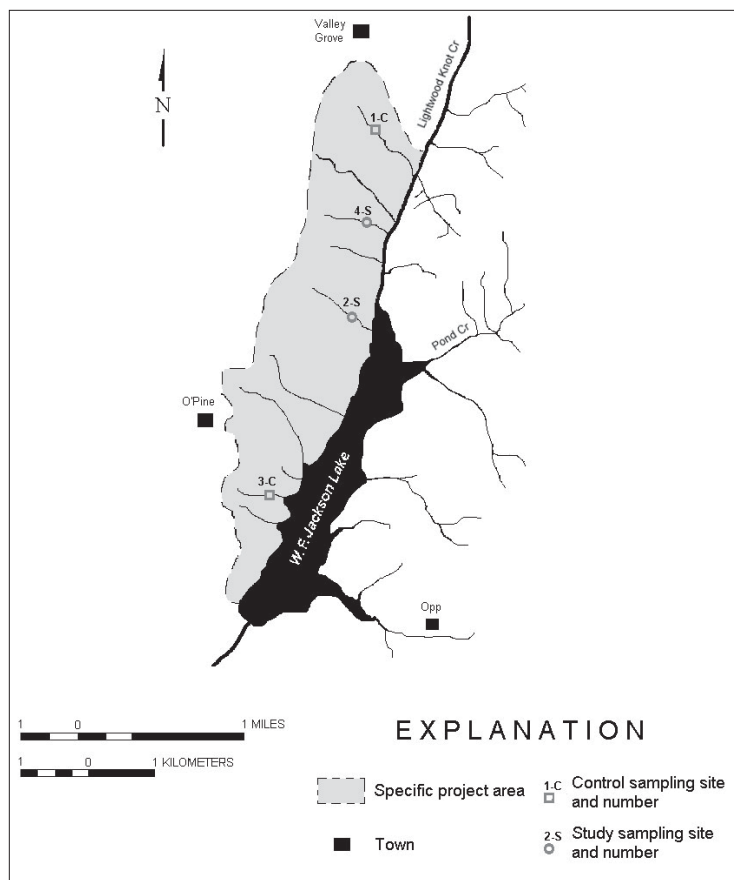 Valley
Grove
Lightwood Knot Cr
N
1-C
4-S
2-S
Pond Cr
O'Pine
3-C
W. F. Jackson Lake
Opp
1 0 1 MILES
1 0 1 KILOMETERS
EXPLANATION
Specific project area
1-C Control sampling site
and number
Town
2-S Study sampling site
and number